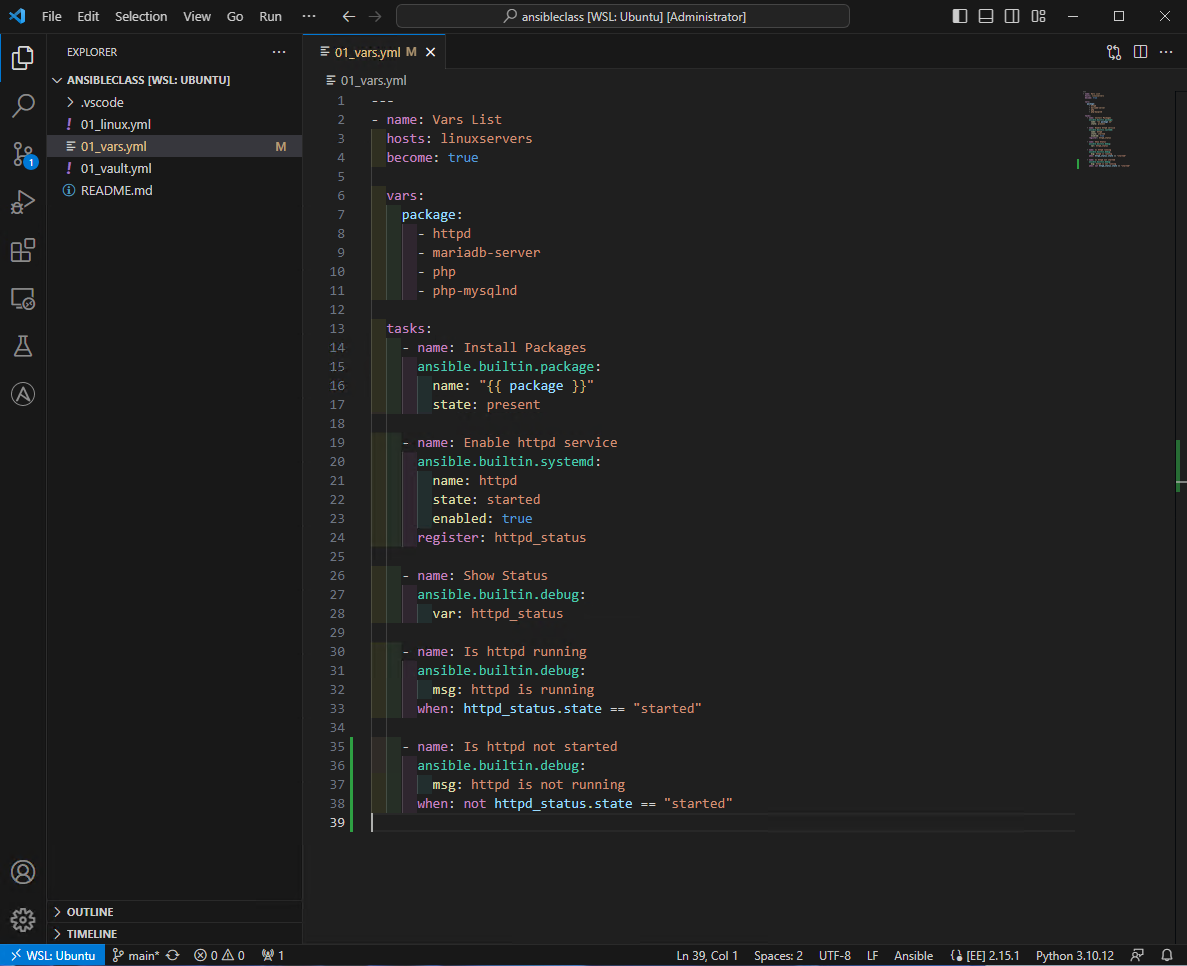 File Edit Selection View Go Run ··· ansibleclass [WSL: Ubuntu] [Administrator]
EXPLORER ···
ANSIBLECLASS [WSL: UBUNTU]
.vscode
! 01_linux.yml
01_vars.yml M
! 01_vault.yml
README.md
OUTLINE
TIMELINE
01_vars.yml M
01_vars.yml
1 ---
2 - name: Vars List
3   hosts: linuxservers
4   become: true
5
6   vars:
7     package:
8       - httpd
9       - mariadb-server
10       - php
11       - php-mysqlnd
12
13   tasks:
14     - name: Install Packages
15       ansible.builtin.package:
16         name: "{{ package }}"
17         state: present
18
19     - name: Enable httpd service
20       ansible.builtin.systemd:
21         name: httpd
22         state: started
23         enabled: true
24       register: httpd_status
25
26     - name: Show Status
27       ansible.builtin.debug:
28         var: httpd_status
29
30     - name: Is httpd running
31       ansible.builtin.debug:
32         msg: httpd is running
33       when: httpd_status.state == "started"
34
35     - name: Is httpd not started
36       ansible.builtin.debug:
37         msg: httpd is not running
38       when: not httpd_status.state == "started"
39
WSL: Ubuntu main* 0 0 1 Ln 39, Col 1 Spaces: 2 UTF-8 LF Ansible [EE] 2.15.1 Python 3.10.12